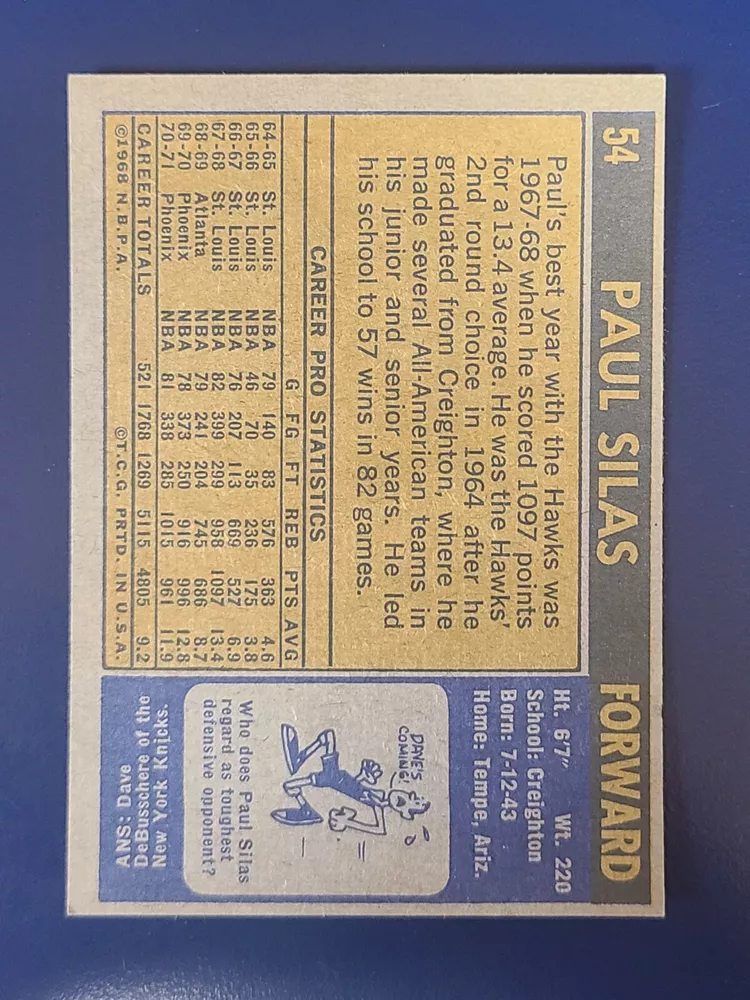 54 PAUL SILAS FORWARD
Paul's best year with the Hawks was
1967-68 when he scored 1097 points
for a 13.4 average. He was the Hawks'
2nd round choice in 1964 after he
graduated from Creighton, where he
made several All-American teams in
his junior and senior years. He led
his school to 57 wins in 82 games.
CAREER PRO STATISTICS
G FG FT REB PTS AVG
64-65 St. Louis NBA 79 140 83 576 363 4.6
65-66 St. Louis NBA 46 70 35 236 175 3.8
66-67 St. Louis NBA 76 207 113 669 527 6.9
67-68 St. Louis NBA 82 399 299 958 1097 13.4
68-69 Atlanta NBA 79 241 204 745 686 8.7
69-70 Phoenix NBA 78 373 250 916 996 12.8
70-71 Phoenix NBA 81 338 285 1015 961 11.9
CAREER TOTALS 521 1768 1269 5115 4805 9.2
©1968 N.B.P.A. ©T.C.G. PRTD. IN U.S.A.
Ht. 6'7" Wt. 220
School: Creighton
Born: 7-12-43
Home: Tempe, Ariz.
DAVE'S
COMING!
Who does Paul Silas
regard as toughest
defensive opponent?
ANS: Dave
DeBusschere of the
New York Knicks.